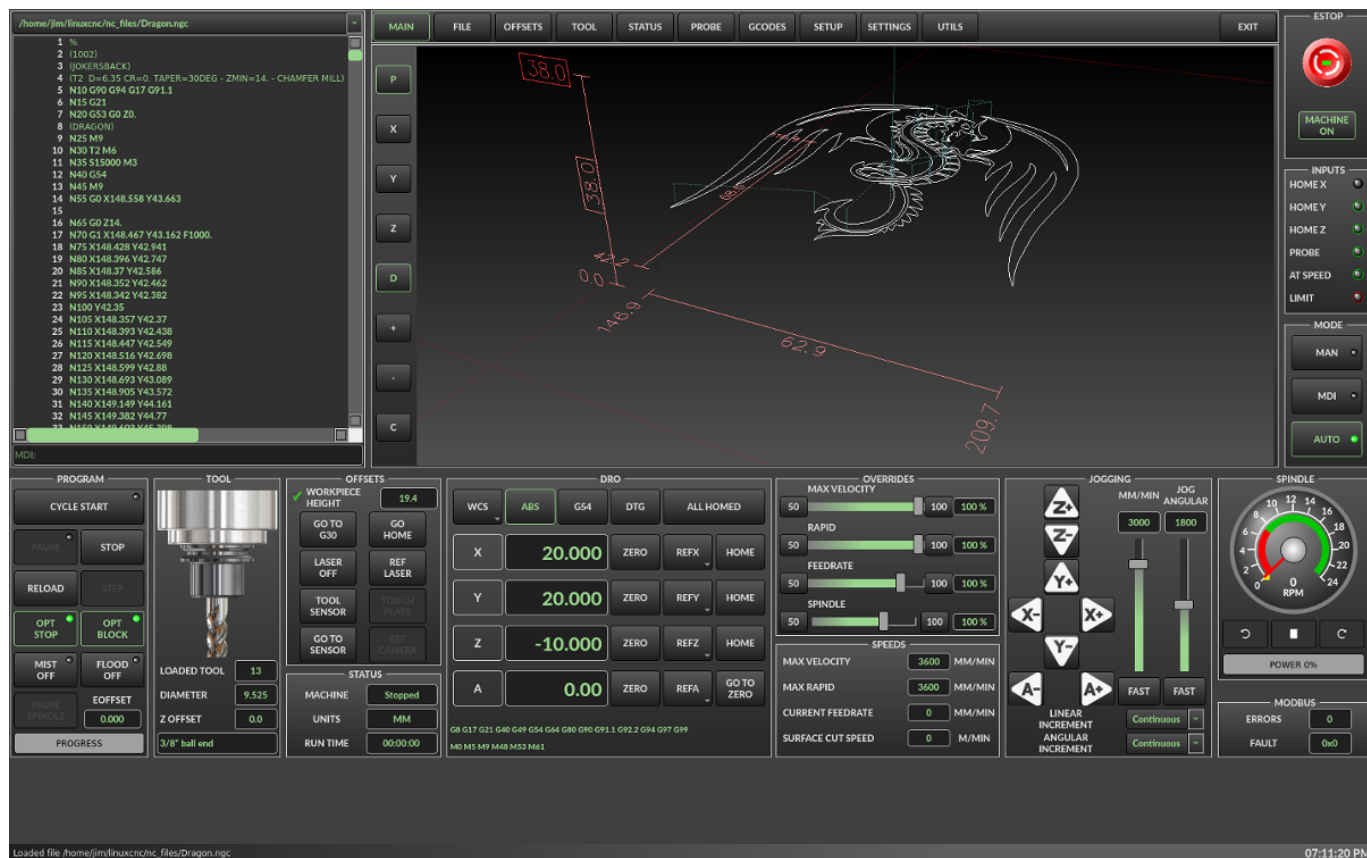 /home/jim/linuxcnc/nc_files/Dragon.ngc
1 %
2 (1002)
3 (JOKERSBACK)
4 (T2 D=6.35 CR=0. TAPER=30DEG - ZMIN=14. - CHAMFER MILL)
5 N10 G90 G94 G17 G91.1
6 N15 G21
7 N20 G53 G0 Z0.
8 (DRAGON)
9 N25 M9
10 N30 T2 M6
11 N35 S15000 M3
12 N40 G54
13 N45 M9
14 N55 G0 X148.558 Y43.663
15
16 N65 G0 Z14.
17 N70 G1 X148.467 Y43.162 F1000.
18 N75 X148.428 Y42.941
19 N80 X148.396 Y42.747
20 N85 X148.37 Y42.586
21 N90 X148.352 Y42.462
22 N95 X148.342 Y42.382
23 N100 Y42.35
24 N105 X148.357 Y42.37
25 N110 X148.393 Y42.438
26 N115 X148.447 Y42.549
27 N120 X148.516 Y42.698
28 N125 X148.599 Y42.88
29 N130 X148.693 Y43.089
30 N135 X148.905 Y43.572
31 N140 X149.149 Y44.161
32 N145 X149.382 Y44.77
MDI:
MAIN FILE OFFSETS TOOL STATUS PROBE GCODES SETUP SETTINGS UTILS EXIT
P
X
Y
Z
D
+
-
C
38.0
38.0
68.6
42.2
0.0
146.9
62.9
209.7
ESTOP
MACHINE
ON
INPUTS
HOME X
HOME Y
HOME Z
PROBE
AT SPEED
LIMIT
MODE
MAN
MDI
AUTO
PROGRAM
CYCLE START
PAUSE STOP
RELOAD STEP
OPT STOP OPT BLOCK
MIST OFF FLOOD OFF
PAUSE SPINDLE EOFFSET
0.000
PROGRESS
TOOL
LOADED TOOL 13
DIAMETER 9.525
Z OFFSET 0.0
3/8" ball end
OFFSETS
WORKPIECE HEIGHT 19.4
GO TO G30 GO HOME
LASER OFF REF LASER
TOOL SENSOR TOUCH PLATE
GO TO SENSOR REF CAMERA
STATUS
MACHINE Stopped
UNITS MM
RUN TIME 00:00:00
DRO
WCS ABS G54 DTG ALL HOMED
X 20.000 ZERO REFX HOME
Y 20.000 ZERO REFY HOME
Z -10.000 ZERO REFZ HOME
A 0.00 ZERO REFA GO TO ZERO
G8 G17 G21 G40 G49 G54 G64 G80 G90 G91.1 G92.2 G94 G97 G99
M0 M5 M9 M48 M53 M61
OVERRIDES
MAX VELOCITY
50 100 100 %
RAPID
50 100 100 %
FEEDRATE
50 100 100 %
SPINDLE
50 100 100 %
SPEEDS
MAX VELOCITY 3600 MM/MIN
MAX RAPID 3600 MM/MIN
CURRENT FEEDRATE 0 MM/MIN
SURFACE CUT SPEED 0 M/MIN
JOGGING
Z+
Z-
Y+
X- X+
Y-
A- A+
MM/MIN JOG ANGULAR
3000 1800
FAST FAST
LINEAR INCREMENT Continuous
ANGULAR INCREMENT Continuous
SPINDLE
0 2 4 6 8 10 12 14 16 18 20 22 24
0
RPM
POWER 0%
MODBUS
ERRORS 0
FAULT 0x0
Loaded file /home/jim/linuxcnc/nc_files/Dragon.ngc
07:11:20 PM